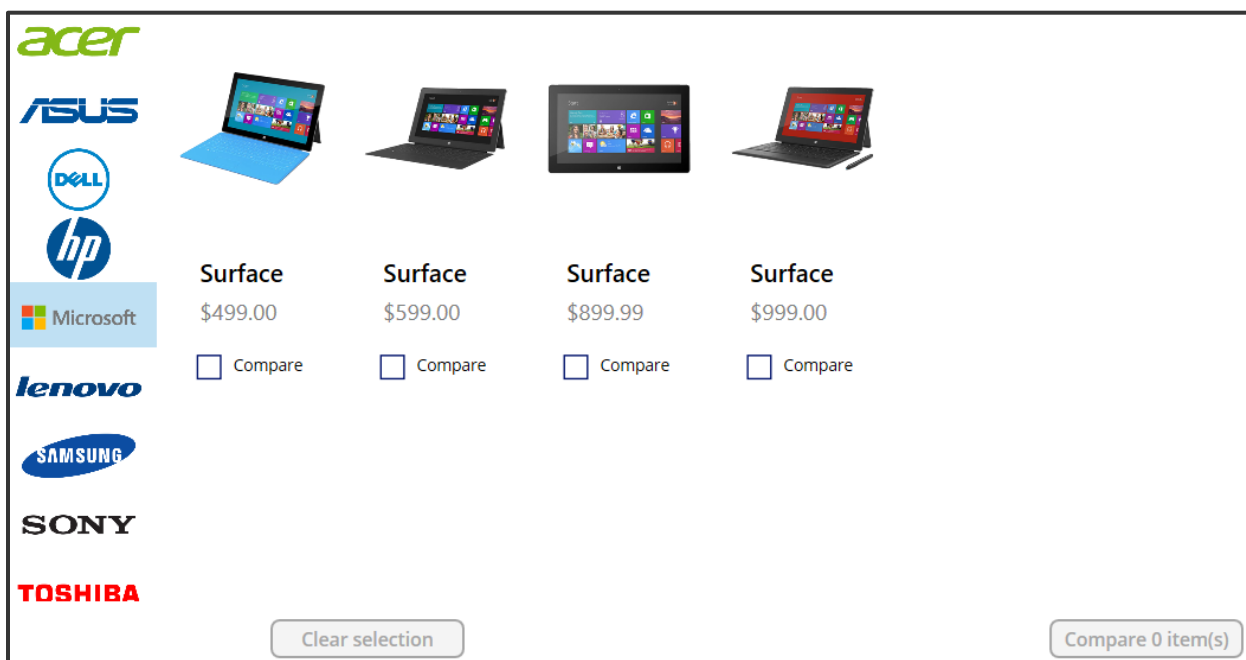 acer
ASUS
DELL
hp
Microsoft
lenovo
SAMSUNG
SONY
TOSHIBA
Surface Surface Surface Surface
$499.00 $599.00 $899.99 $999.00
Compare Compare Compare Compare
Clear selection Compare 0 item(s)